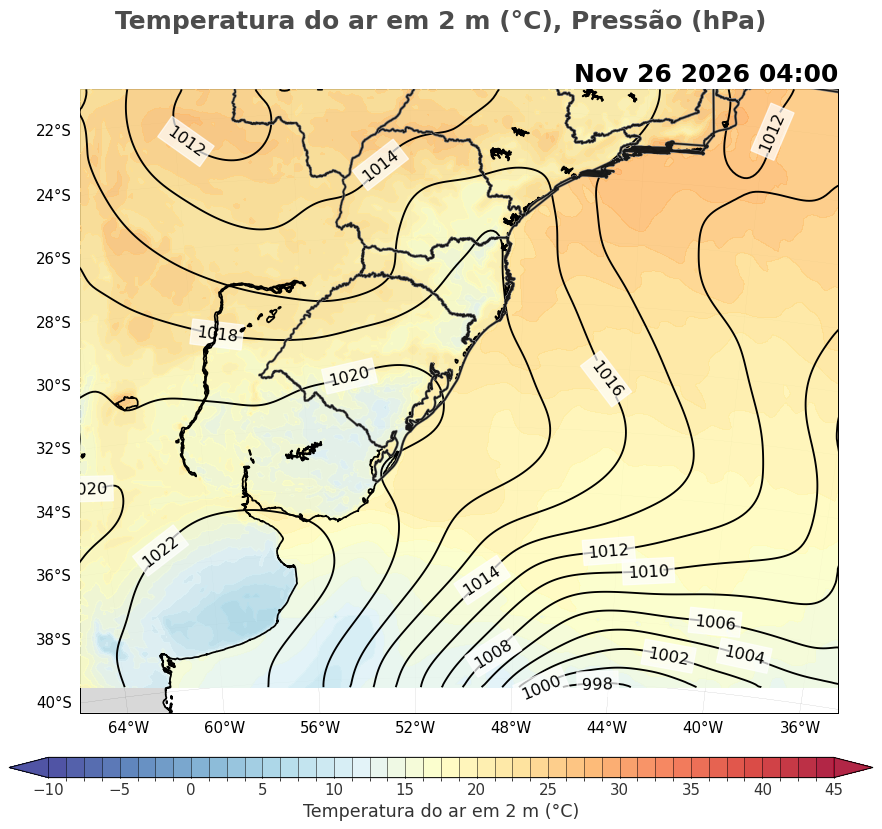 Temperatura do ar em 2 m (°C), Pressão (hPa)
Nov 26 2026 04:00
22°S
24°S
26°S
28°S
30°S
32°S
34°S
36°S
38°S
40°S
1012
1014
1012
1018
1020
1016
020
1022
1012
1010
1014
1006
1008
1004
1002
1000
998
64°W 60°W 56°W 52°W 48°W 44°W 40°W 36°W
−10 −5 0 5 10 15 20 25 30 35 40 45
Temperatura do ar em 2 m (°C)